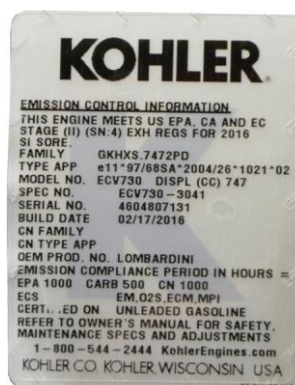 KOHLER
EMISSION CONTROL INFORMATION
THIS ENGINE MEETS US EPA, CA AND EC
STAGE (II) (SN:4) EXH REGS FOR 2016
SI SORE.
FAMILY GKHXS.7472PD
TYPE APP e11*97/68SA*2004/26*1021*02
MODEL NO. ECV730 DISPL (CC) 747
SPEC NO. ECV730-3041
SERIAL NO. 4604807131
BUILD DATE 02/17/2016
CN FAMILY
CN TYPE APP
OEM PROD. NO. LOMBARDINI
EMISSION COMPLIANCE PERIOD IN HOURS =
EPA 1000 CARB 500 CN 1000
ECS EM,O2S,ECM,MPI
ON UNLEADED GASOLINE
REFER TO OWNER'S MANUAL FOR SAFETY,
MAINTENANCE SPECS AND ADJUSTMENTS
1-800-544-2444 KohlerEngines.com
KOHLER CO. KOHLER, WISCONSIN USA